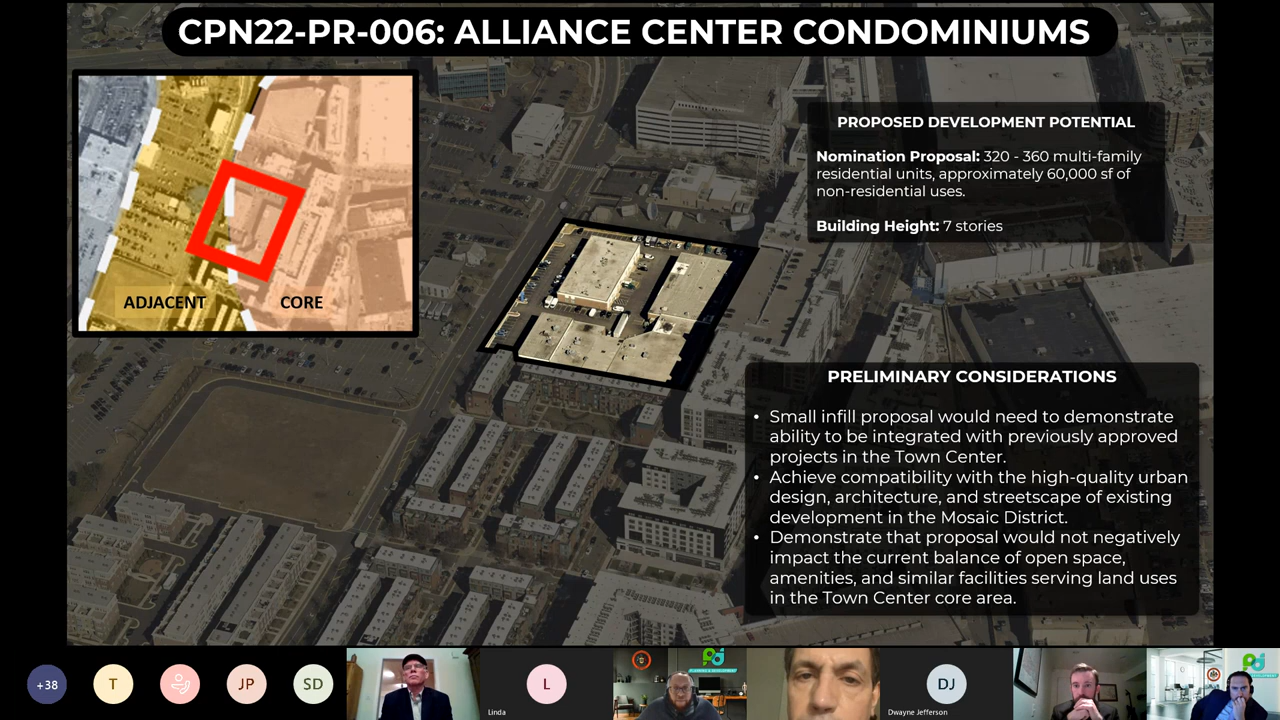 CPN22-PR-006: ALLIANCE CENTER CONDOMINIUMS
ADJACENT
CORE
PROPOSED DEVELOPMENT POTENTIAL
Nomination Proposal: 320 - 360 multi-family
residential units, approximately 60,000 sf of
non-residential uses.
Building Height: 7 stories
PRELIMINARY CONSIDERATIONS
• Small infill proposal would need to demonstrate
ability to be integrated with previously approved
projects in the Town Center.
• Achieve compatibility with the high-quality urban
design, architecture, and streetscape of existing
development in the Mosaic District.
• Demonstrate that proposal would not negatively
impact the current balance of open space,
amenities, and similar facilities serving land uses
in the Town Center core area.
+38
T
JP
SD
L
Linda
DJ
Dwayne Jefferson